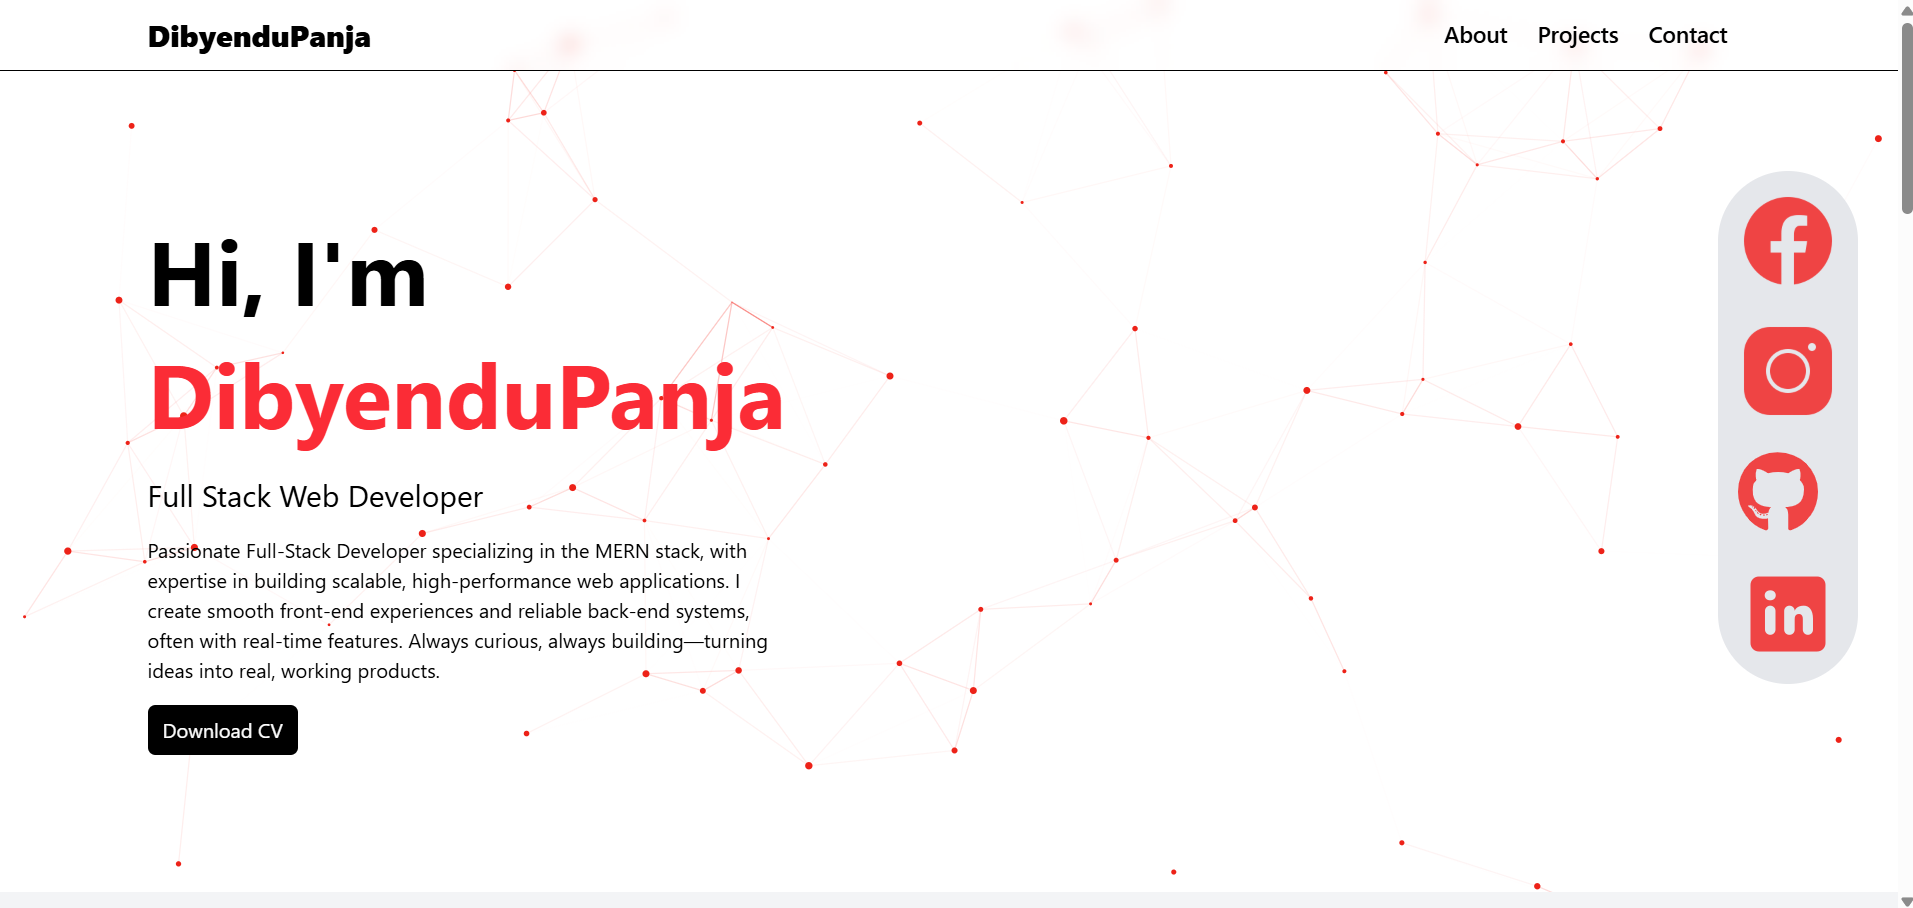 DibyenduPanja
About
Projects
Contact
Hi, I'm
DibyenduPanja
Full Stack Web Developer
Passionate Full-Stack Developer specializing in the MERN stack, with
expertise in building scalable, high-performance web applications. I
create smooth front-end experiences and reliable back-end systems,
often with real-time features. Always curious, always building—turning
ideas into real, working products.
Download CV
in